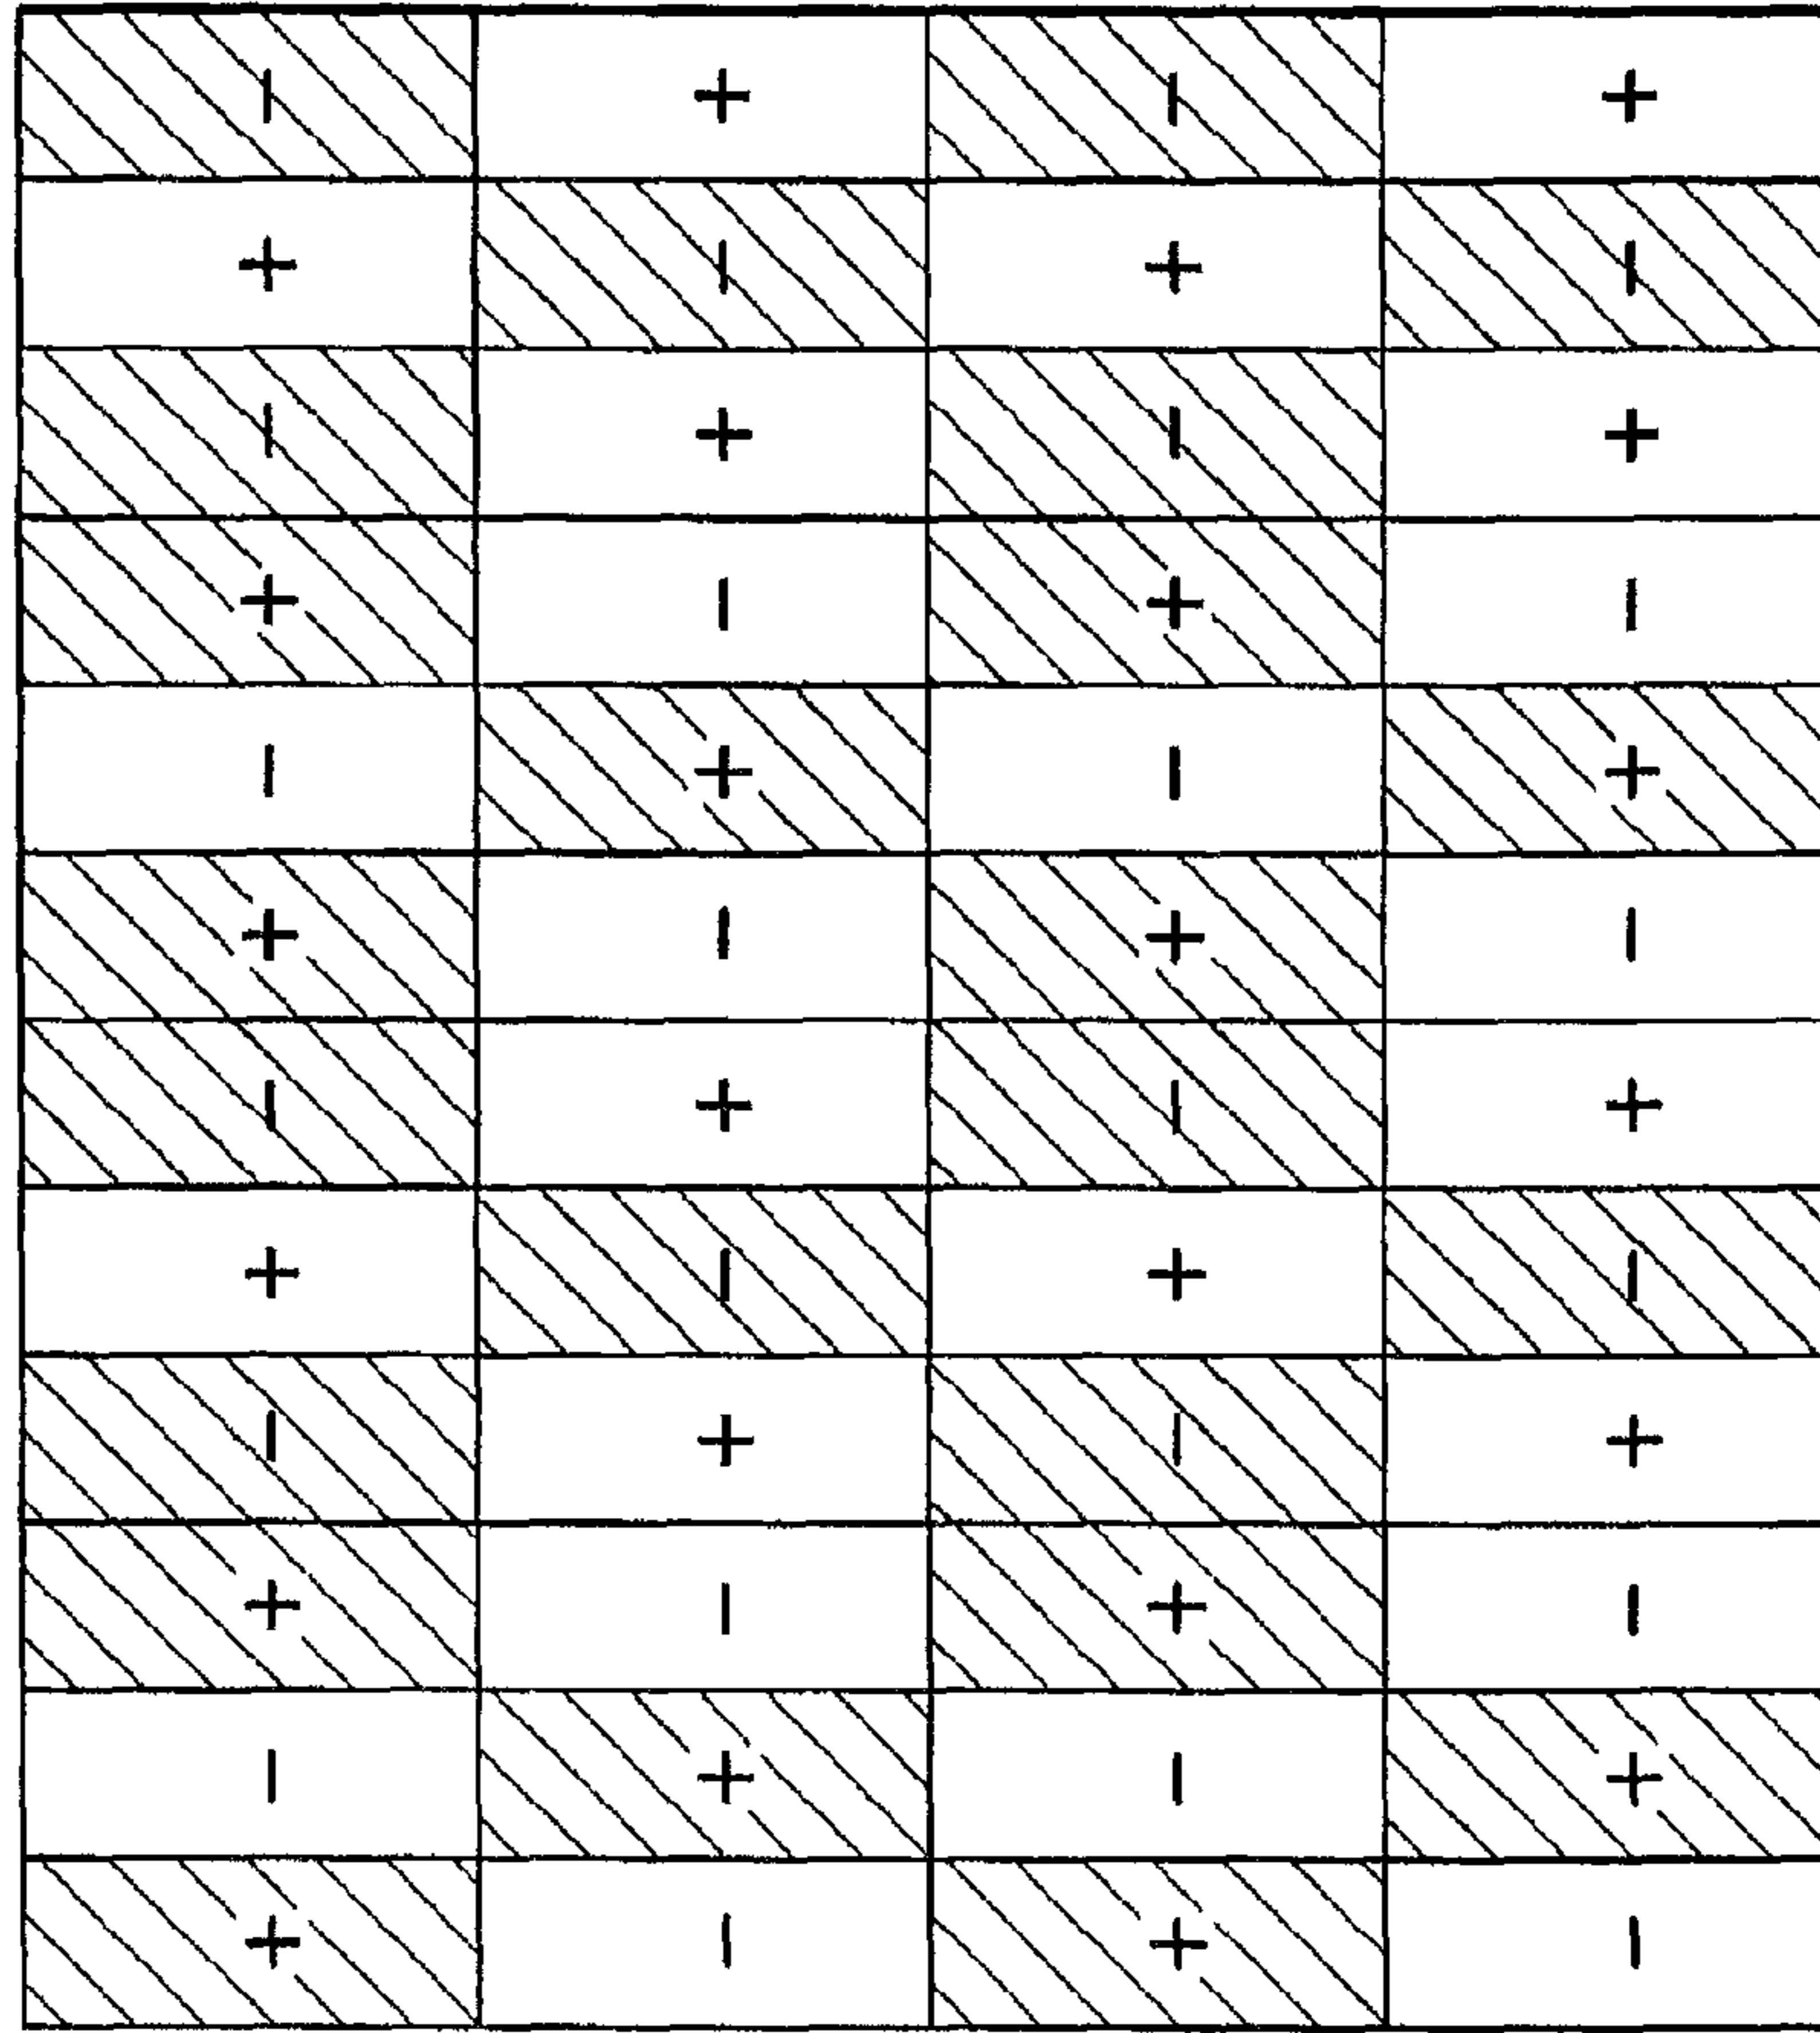 | + | +
+ | + |
| + | +
+ | + |
| + | +
+ | + |
| + | +
+ | + |
| + | +
+ | + |
| + | +
+ | + |